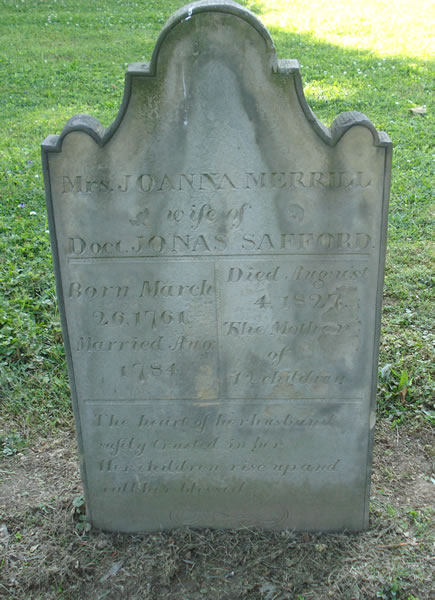 Mrs. JOANNA MERRILL
wife of
Doct. JONAS SAFFORD
Born March
26, 1761
Married Aug
1784
Died August
4, 1827
The Mother
of
children
The heart of her husband
safely trusted in her
Her children rise up and
call her blessed